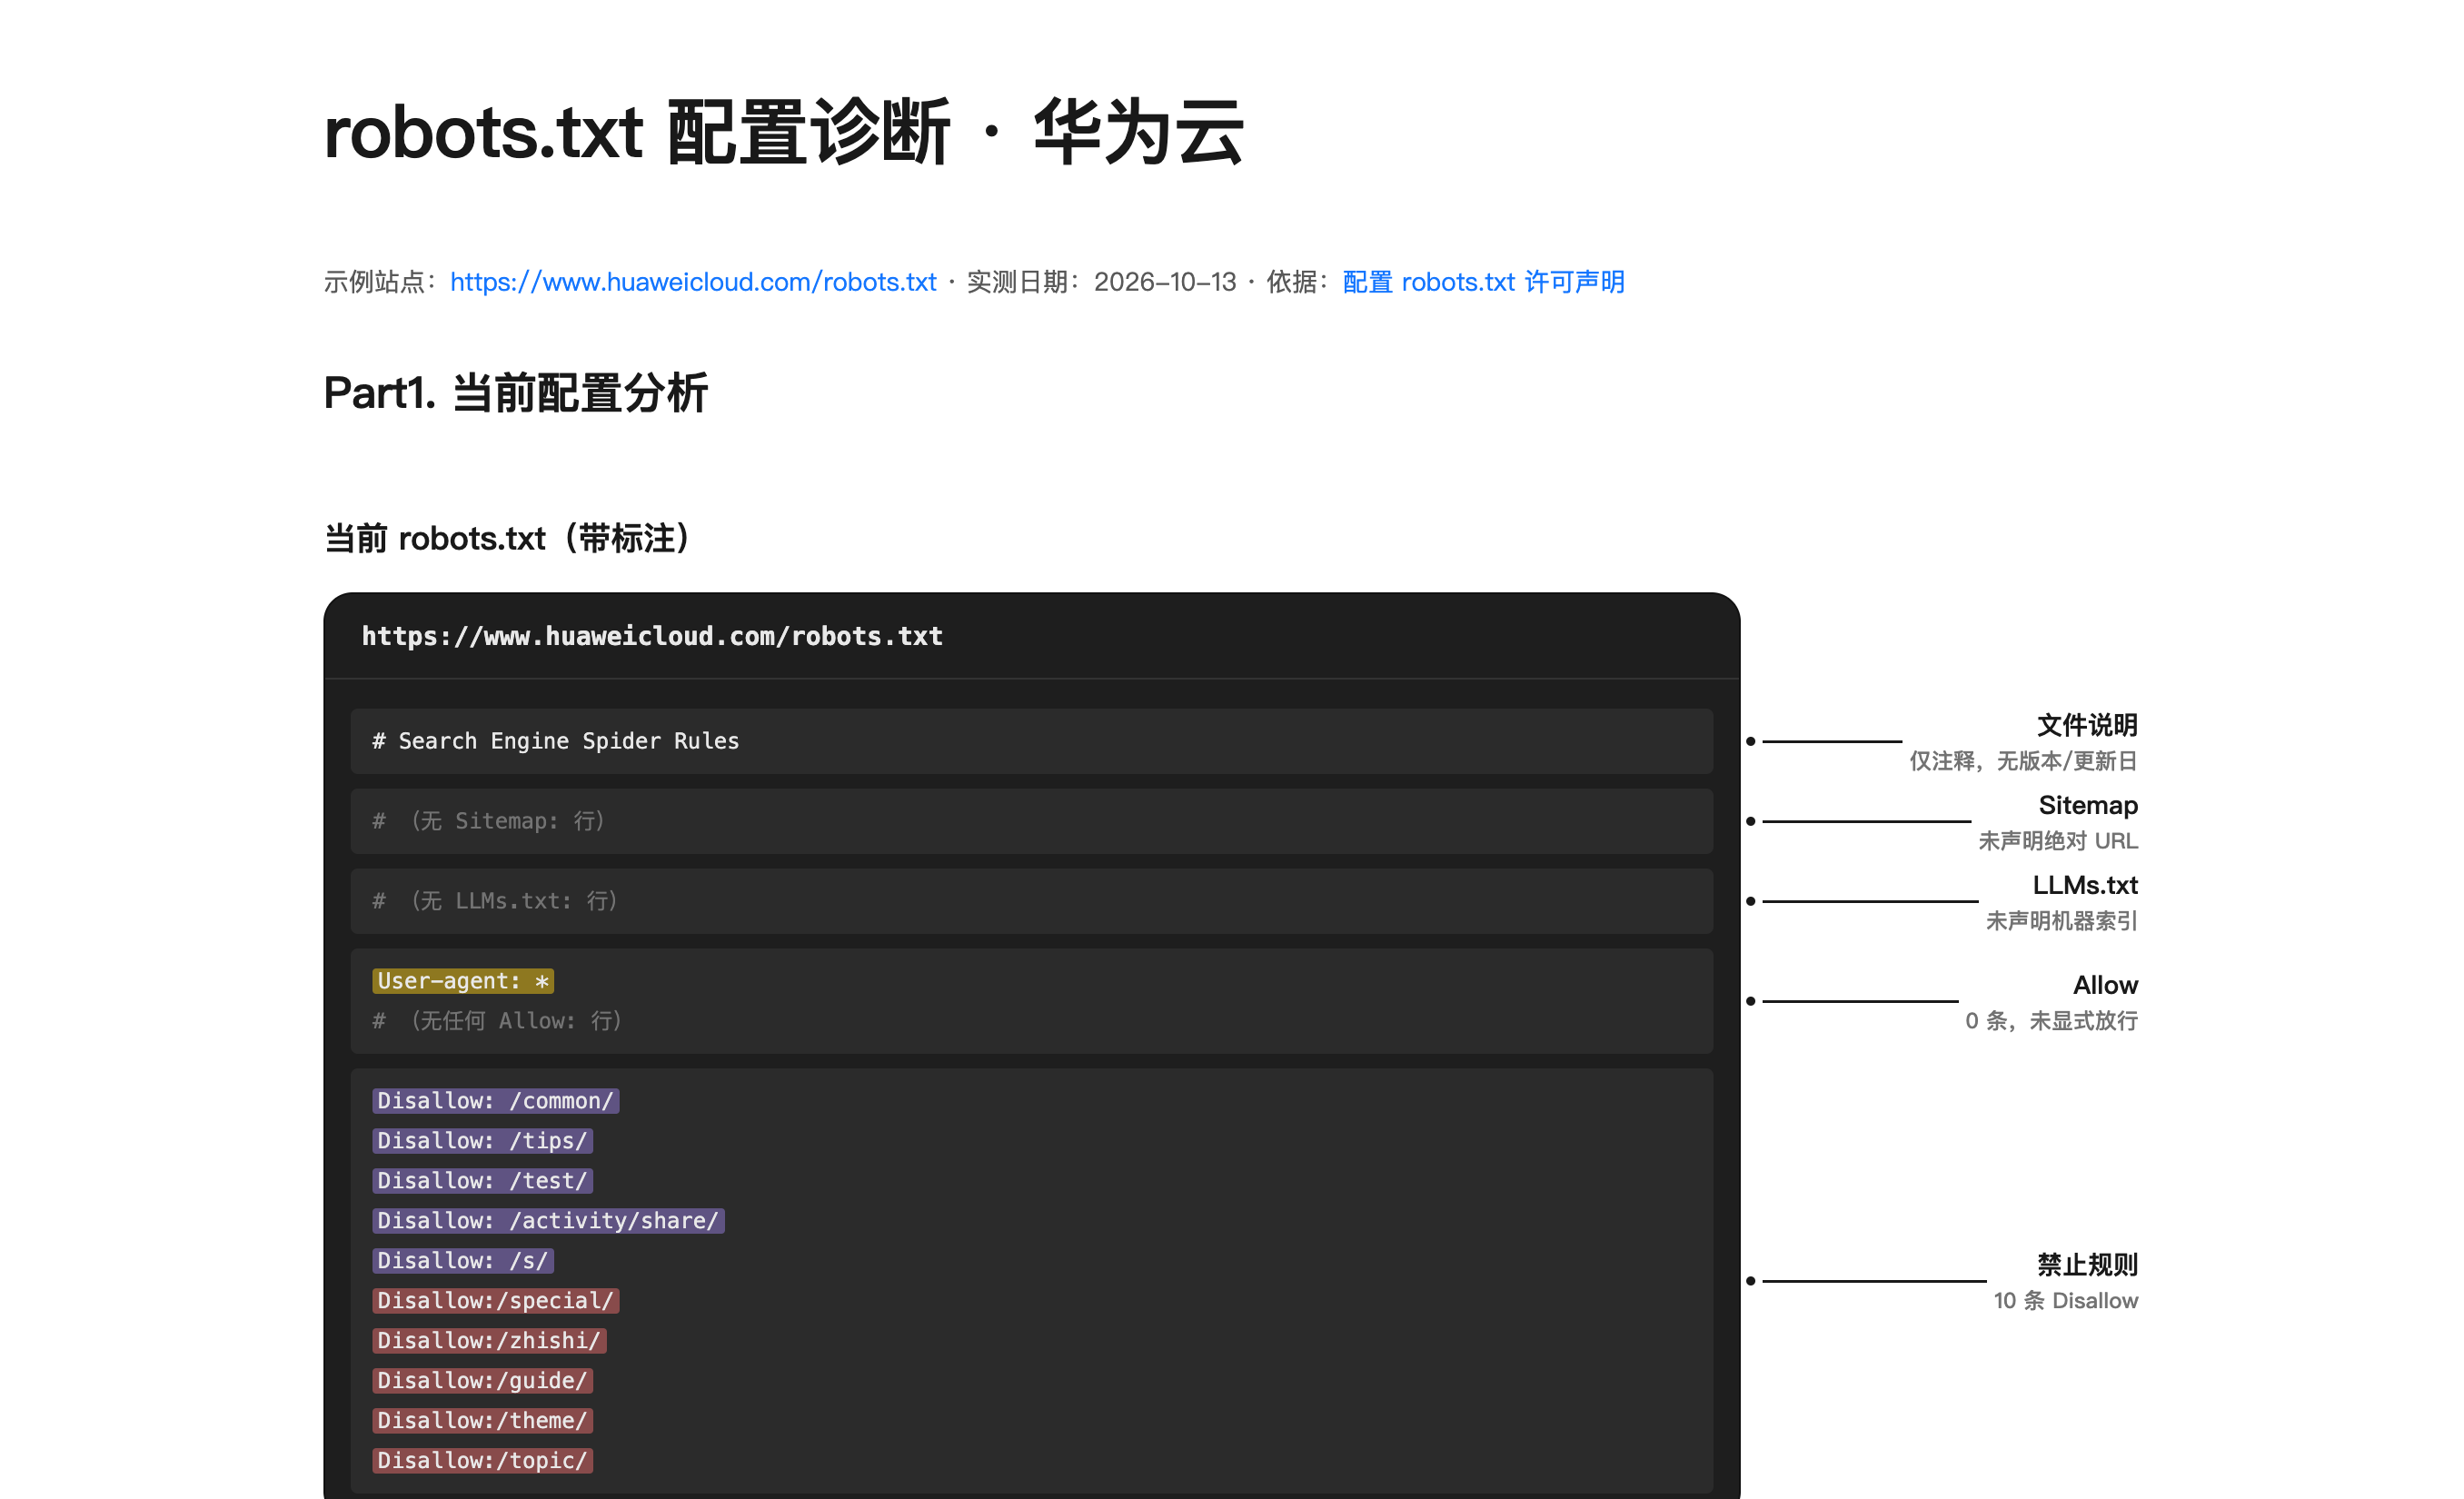 robots.txt 配置诊断 · 华为云
示例站点：https://www.huaweicloud.com/robots.txt · 实测日期：2026-10-13 · 依据：配置 robots.txt 许可声明
Part1. 当前配置分析
当前 robots.txt（带标注）
https://www.huaweicloud.com/robots.txt
# Search Engine Spider Rules
文件说明
仅注释，无版本/更新日
# （无 Sitemap: 行）
Sitemap
未声明绝对 URL
# （无 LLMs.txt: 行）
LLMs.txt
未声明机器索引
User-agent: *
# （无任何 Allow: 行）
Allow
0 条，未显式放行
Disallow: /common/
Disallow: /tips/
Disallow: /test/
Disallow: /activity/share/
Disallow: /s/
Disallow:/special/
Disallow:/zhishi/
Disallow:/guide/
Disallow:/theme/
Disallow:/topic/
禁止规则
10 条 Disallow